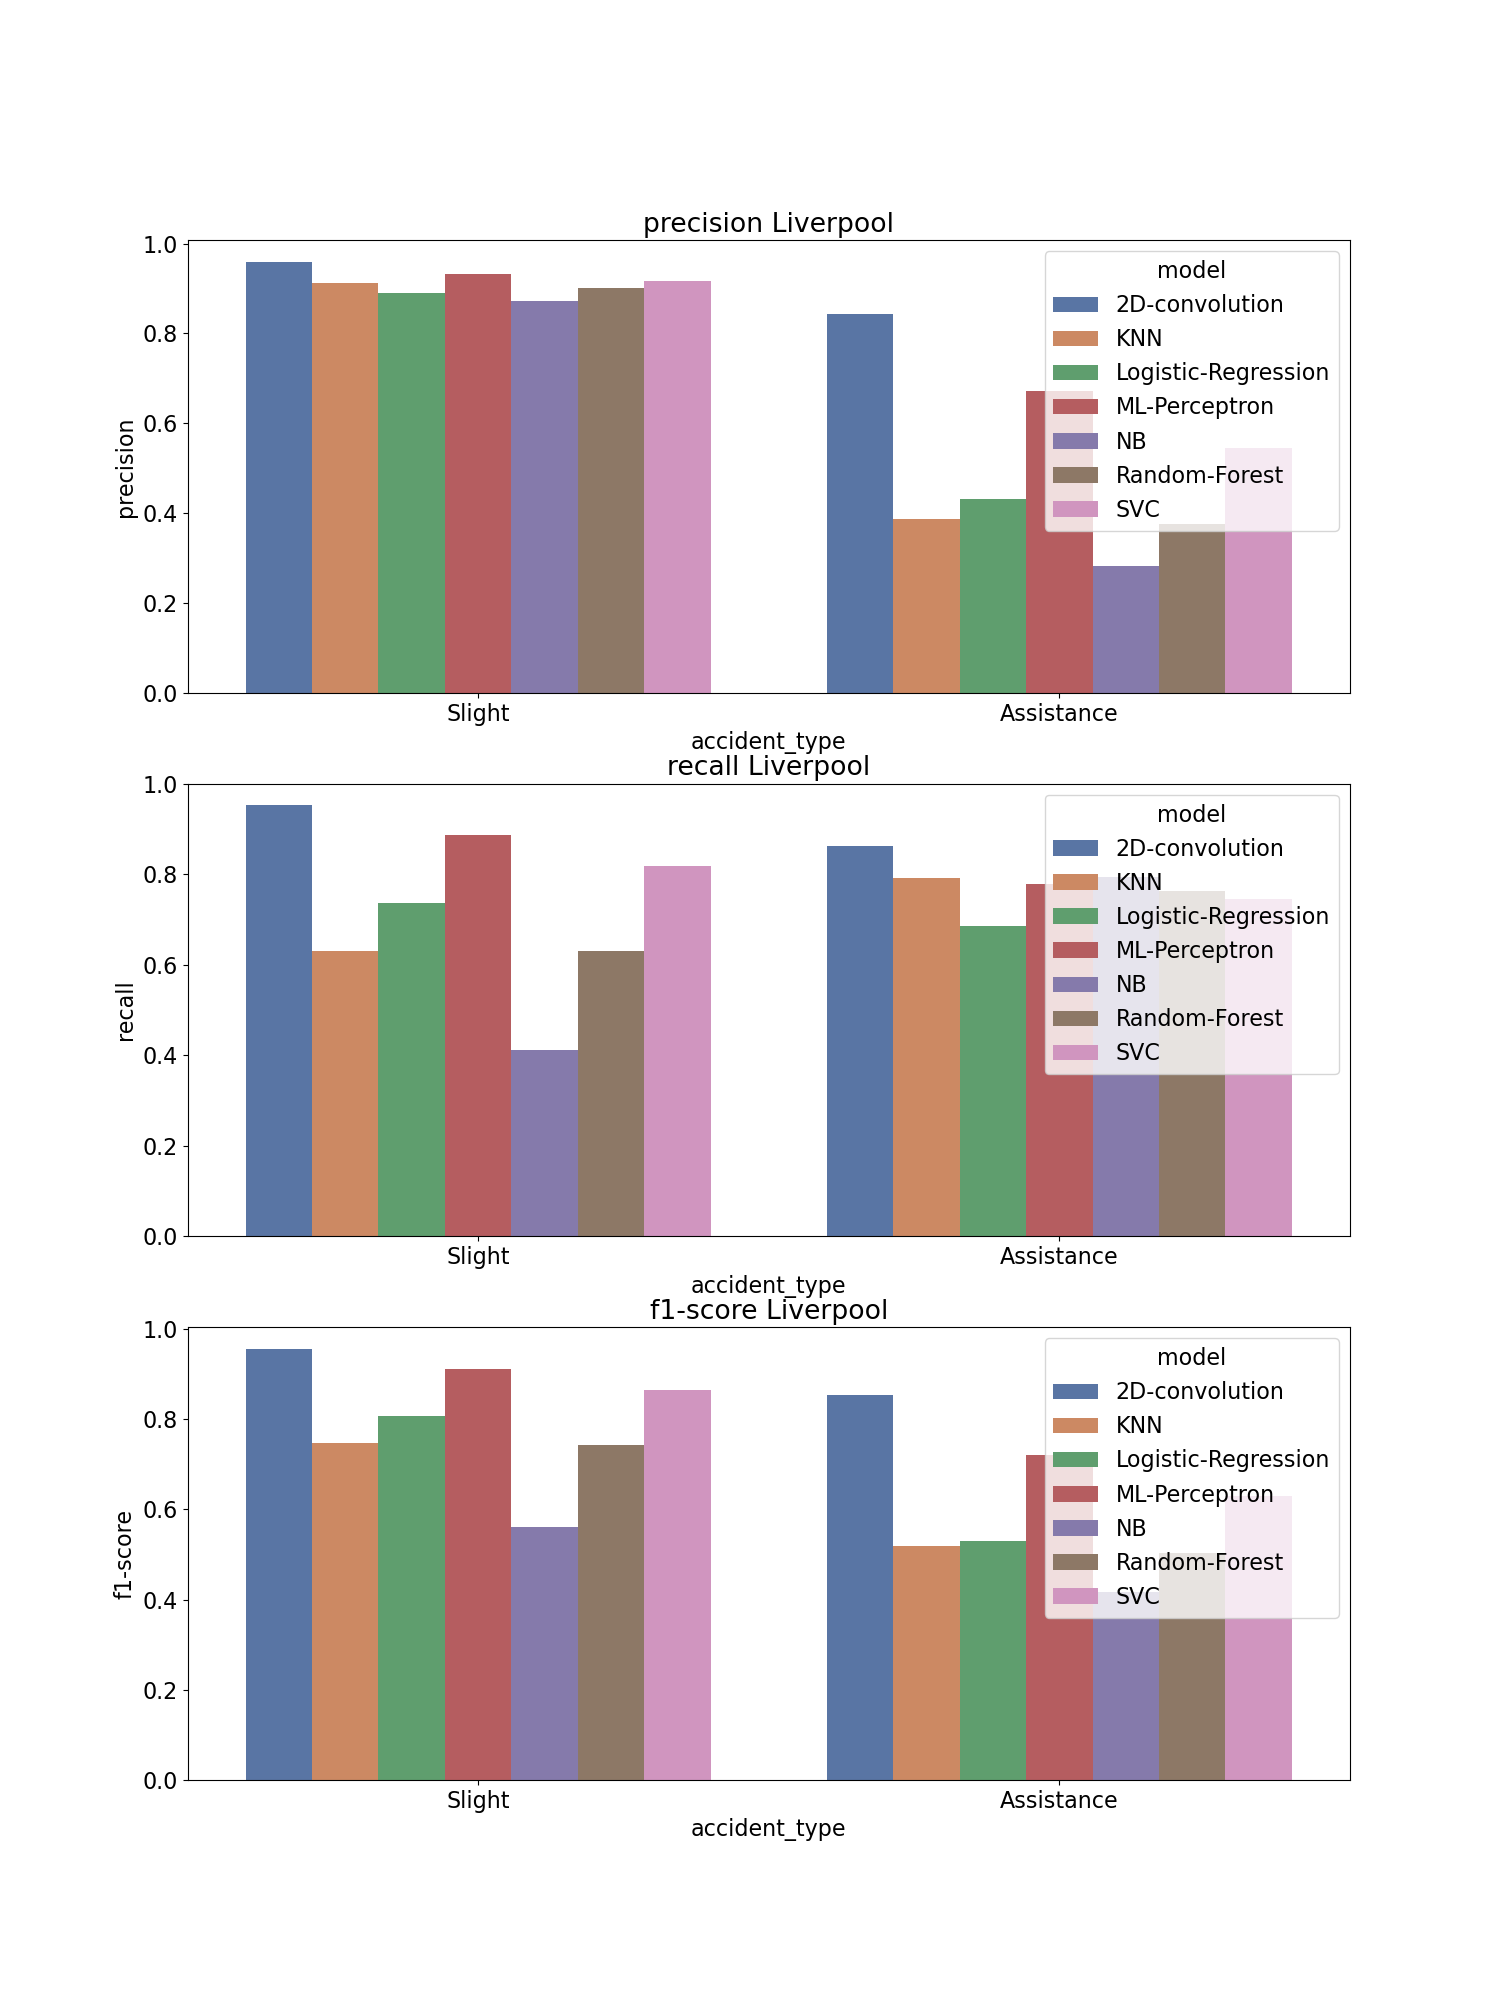 precision Liverpool
1.0
0.8
0.6
0.4
0.2
0.0
precision
model
2D-convolution
KNN
Logistic-Regression
ML-Perceptron
NB
Random-Forest
SVC
Slight
Assistance
accident_type
recall Liverpool
1.0
0.8
0.6
0.4
0.2
0.0
recall
model
2D-convolution
KNN
Logistic-Regression
ML-Perceptron
NB
Random-Forest
SVC
Slight
Assistance
accident_type
f1-score Liverpool
1.0
0.8
0.6
0.4
0.2
0.0
f1-score
model
2D-convolution
KNN
Logistic-Regression
ML-Perceptron
NB
Random-Forest
SVC
Slight
Assistance
accident_type